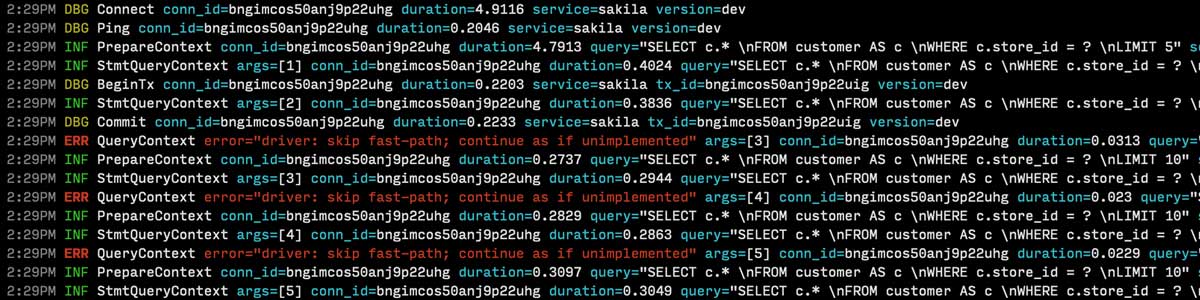 2:29PM DBG Connect conn_id=bngimcos50anj9p22uhg duration=4.9116 service=sakila version=dev
2:29PM DBG Ping conn_id=bngimcos50anj9p22uhg duration=0.2046 service=sakila version=dev
2:29PM INF PrepareContext conn_id=bngimcos50anj9p22uhg duration=4.7913 query="SELECT c.* \nFROM customer AS c \nWHERE c.store_id = ? \nLIMIT 5" s
2:29PM INF StmtQueryContext args=[1] conn_id=bngimcos50anj9p22uhg duration=0.4024 query="SELECT c.* \nFROM customer AS c \nWHERE c.store_id = ? \
2:29PM DBG BeginTx conn_id=bngimcos50anj9p22uhg duration=0.2203 service=sakila tx_id=bngimcos50anj9p22uig version=dev
2:29PM INF StmtQueryContext args=[2] conn_id=bngimcos50anj9p22uhg duration=0.3836 query="SELECT c.* \nFROM customer AS c \nWHERE c.store_id = ? \n
2:29PM DBG Commit conn_id=bngimcos50anj9p22uhg duration=0.2233 service=sakila tx_id=bngimcos50anj9p22uig version=dev
2:29PM ERR QueryContext error="driver: skip fast-path; continue as if unimplemented" args=[3] conn_id=bngimcos50anj9p22uhg duration=0.0313 query=
2:29PM INF PrepareContext conn_id=bngimcos50anj9p22uhg duration=0.2737 query="SELECT c.* \nFROM customer AS c \nWHERE c.store_id = ? \nLIMIT 10"
2:29PM INF StmtQueryContext args=[3] conn_id=bngimcos50anj9p22uhg duration=0.2944 query="SELECT c.* \nFROM customer AS c \nWHERE c.store_id = ? \n
2:29PM ERR QueryContext error="driver: skip fast-path; continue as if unimplemented" args=[4] conn_id=bngimcos50anj9p22uhg duration=0.023 query="S
2:29PM INF PrepareContext conn_id=bngimcos50anj9p22uhg duration=0.2829 query="SELECT c.* \nFROM customer AS c \nWHERE c.store_id = ? \nLIMIT 10"
2:29PM INF StmtQueryContext args=[4] conn_id=bngimcos50anj9p22uhg duration=0.2863 query="SELECT c.* \nFROM customer AS c \nWHERE c.store_id = ? \n
2:29PM ERR QueryContext error="driver: skip fast-path; continue as if unimplemented" args=[5] conn_id=bngimcos50anj9p22uhg duration=0.0229 query="
2:29PM INF PrepareContext conn_id=bngimcos50anj9p22uhg duration=0.3097 query="SELECT c.* \nFROM customer AS c \nWHERE c.store_id = ? \nLIMIT 10"
2:29PM INF StmtQueryContext args=[5] conn_id=bngimcos50anj9p22uhg duration=0.3049 query="SELECT c.* \nFROM customer AS c \nWHERE c.store_id = ? \n